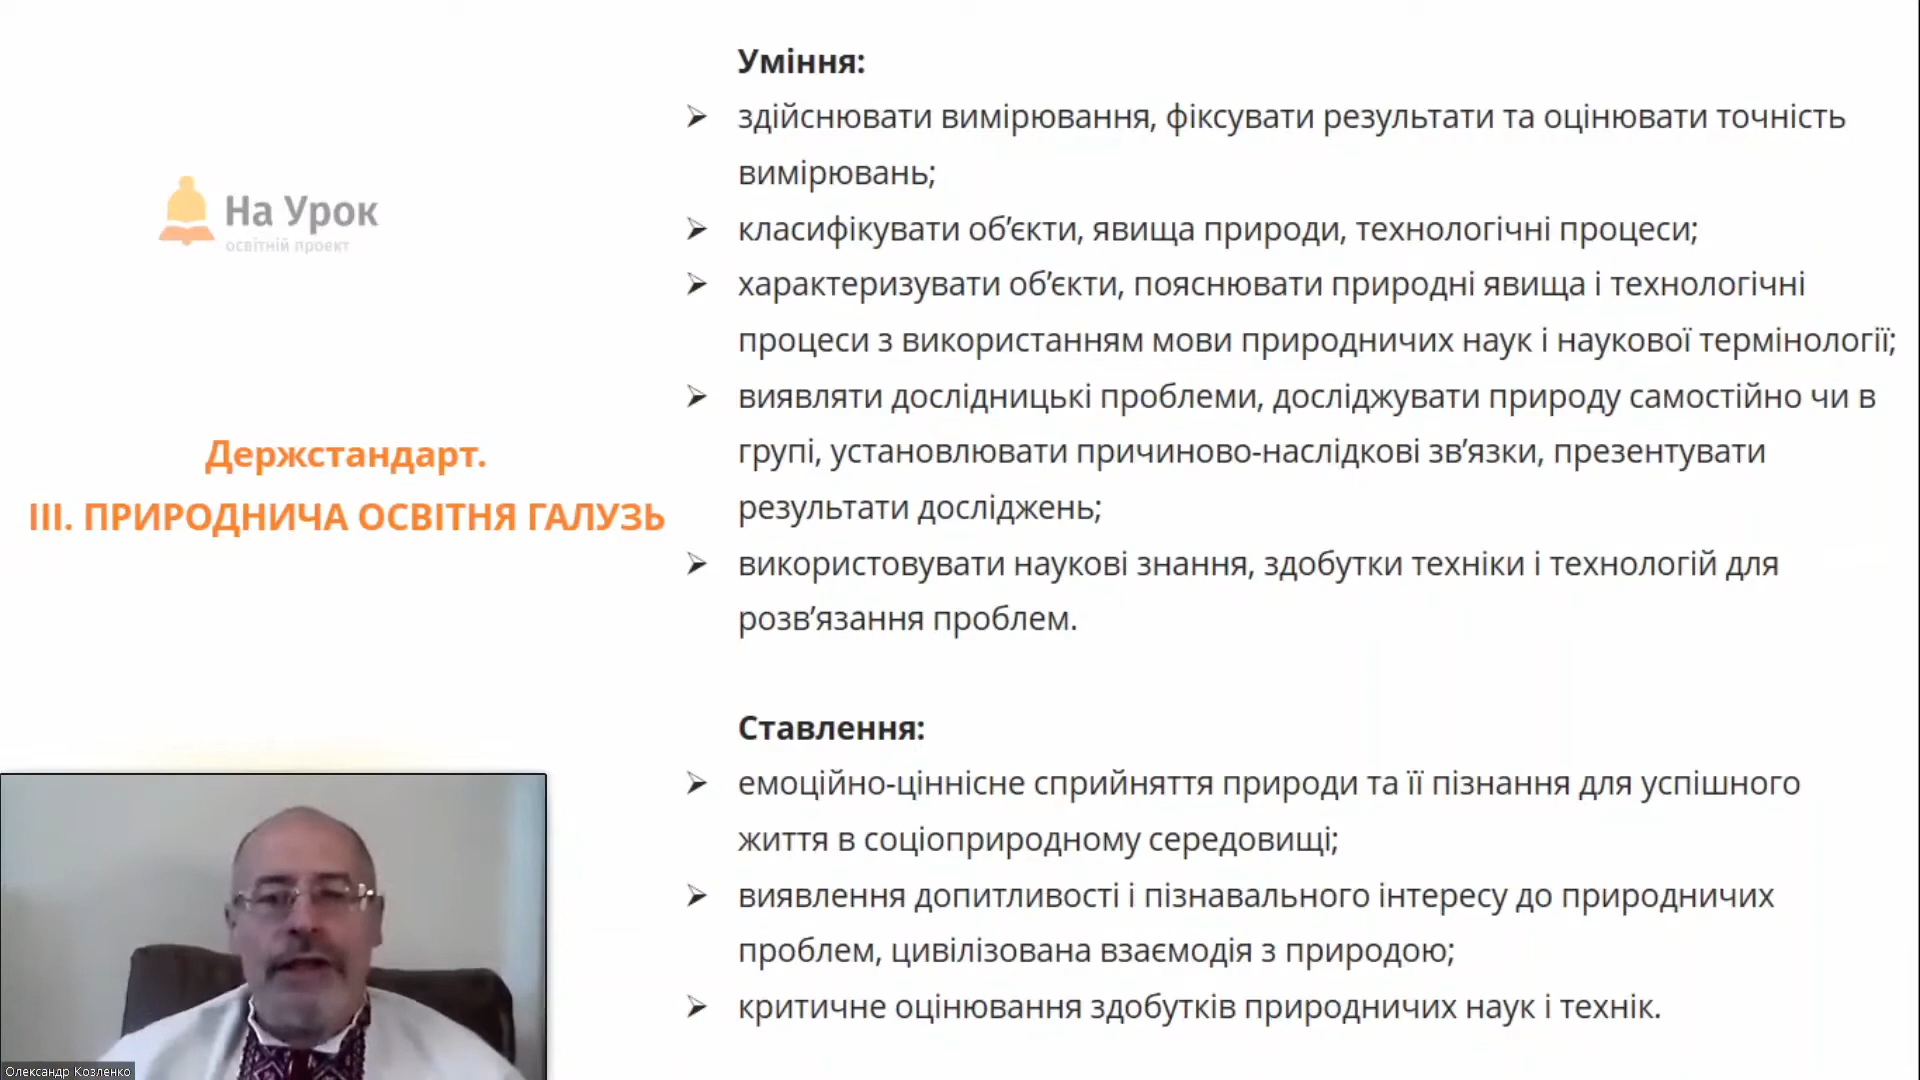 На Урок
освітній проект
Держстандарт.
ІІІ. ПРИРОДНИЧА ОСВІТНЯ ГАЛУЗЬ
Уміння:
здійснювати вимірювання, фіксувати результати та оцінювати точність
вимірювань;
класифікувати об’єкти, явища природи, технологічні процеси;
характеризувати об’єкти, пояснювати природні явища і технологічні
процеси з використанням мови природничих наук і наукової термінології;
виявляти дослідницькі проблеми, досліджувати природу самостійно чи в
групі, установлювати причиново-наслідкові зв’язки, презентувати
результати досліджень;
використовувати наукові знання, здобутки техніки і технологій для
розв’язання проблем.
Ставлення:
емоційно-ціннісне сприйняття природи та її пізнання для успішного
життя в соціоприродному середовищі;
виявлення допитливості і пізнавального інтересу до природничих
проблем, цивілізована взаємодія з природою;
критичне оцінювання здобутків природничих наук і технік.
Олександр Козленко